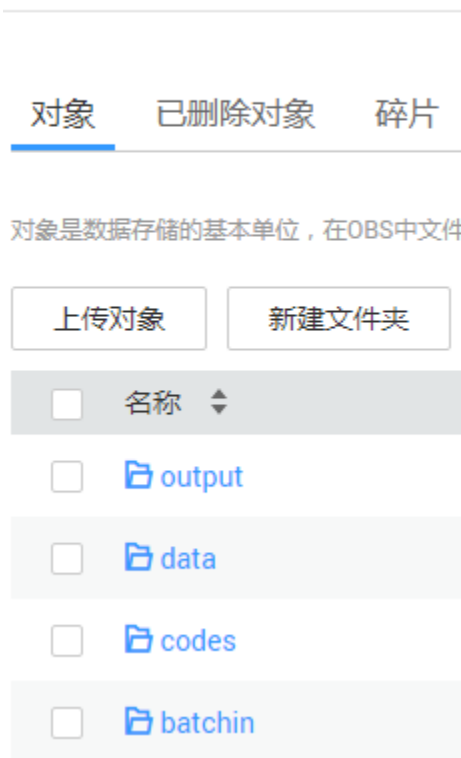 对象 已删除对象 碎片
对象是数据存储的基本单位，在OBS中文件
上传对象 新建文件夹
名称
output
data
codes
batchin